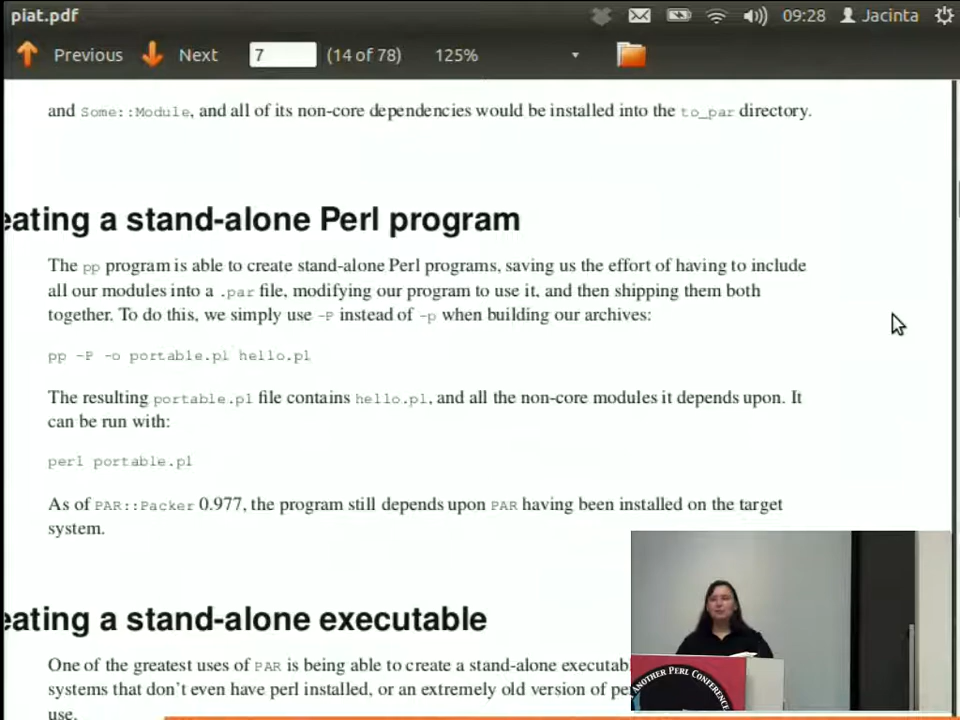 piat.pdf
09:28 Jacinta
Previous Next 7 (14 of 78) 125%
and Some::Module, and all of its non-core dependencies would be installed into the to_par directory.
eating a stand-alone Perl program
The pp program is able to create stand-alone Perl programs, saving us the effort of having to include
all our modules into a .par file, modifying our program to use it, and then shipping them both
together. To do this, we simply use -P instead of -p when building our archives:
pp -P -o portable.pl hello.pl
The resulting portable.pl file contains hello.pl, and all the non-core modules it depends upon. It
can be run with:
perl portable.pl
As of PAR::Packer 0.977, the program still depends upon PAR having been installed on the target
system.
eating a stand-alone executable
One of the greatest uses of PAR is being able to create a stand-alone executab
systems that don't even have perl installed, or an extremely old version of pe
use.
ANOTHER PERL CONFERENCE